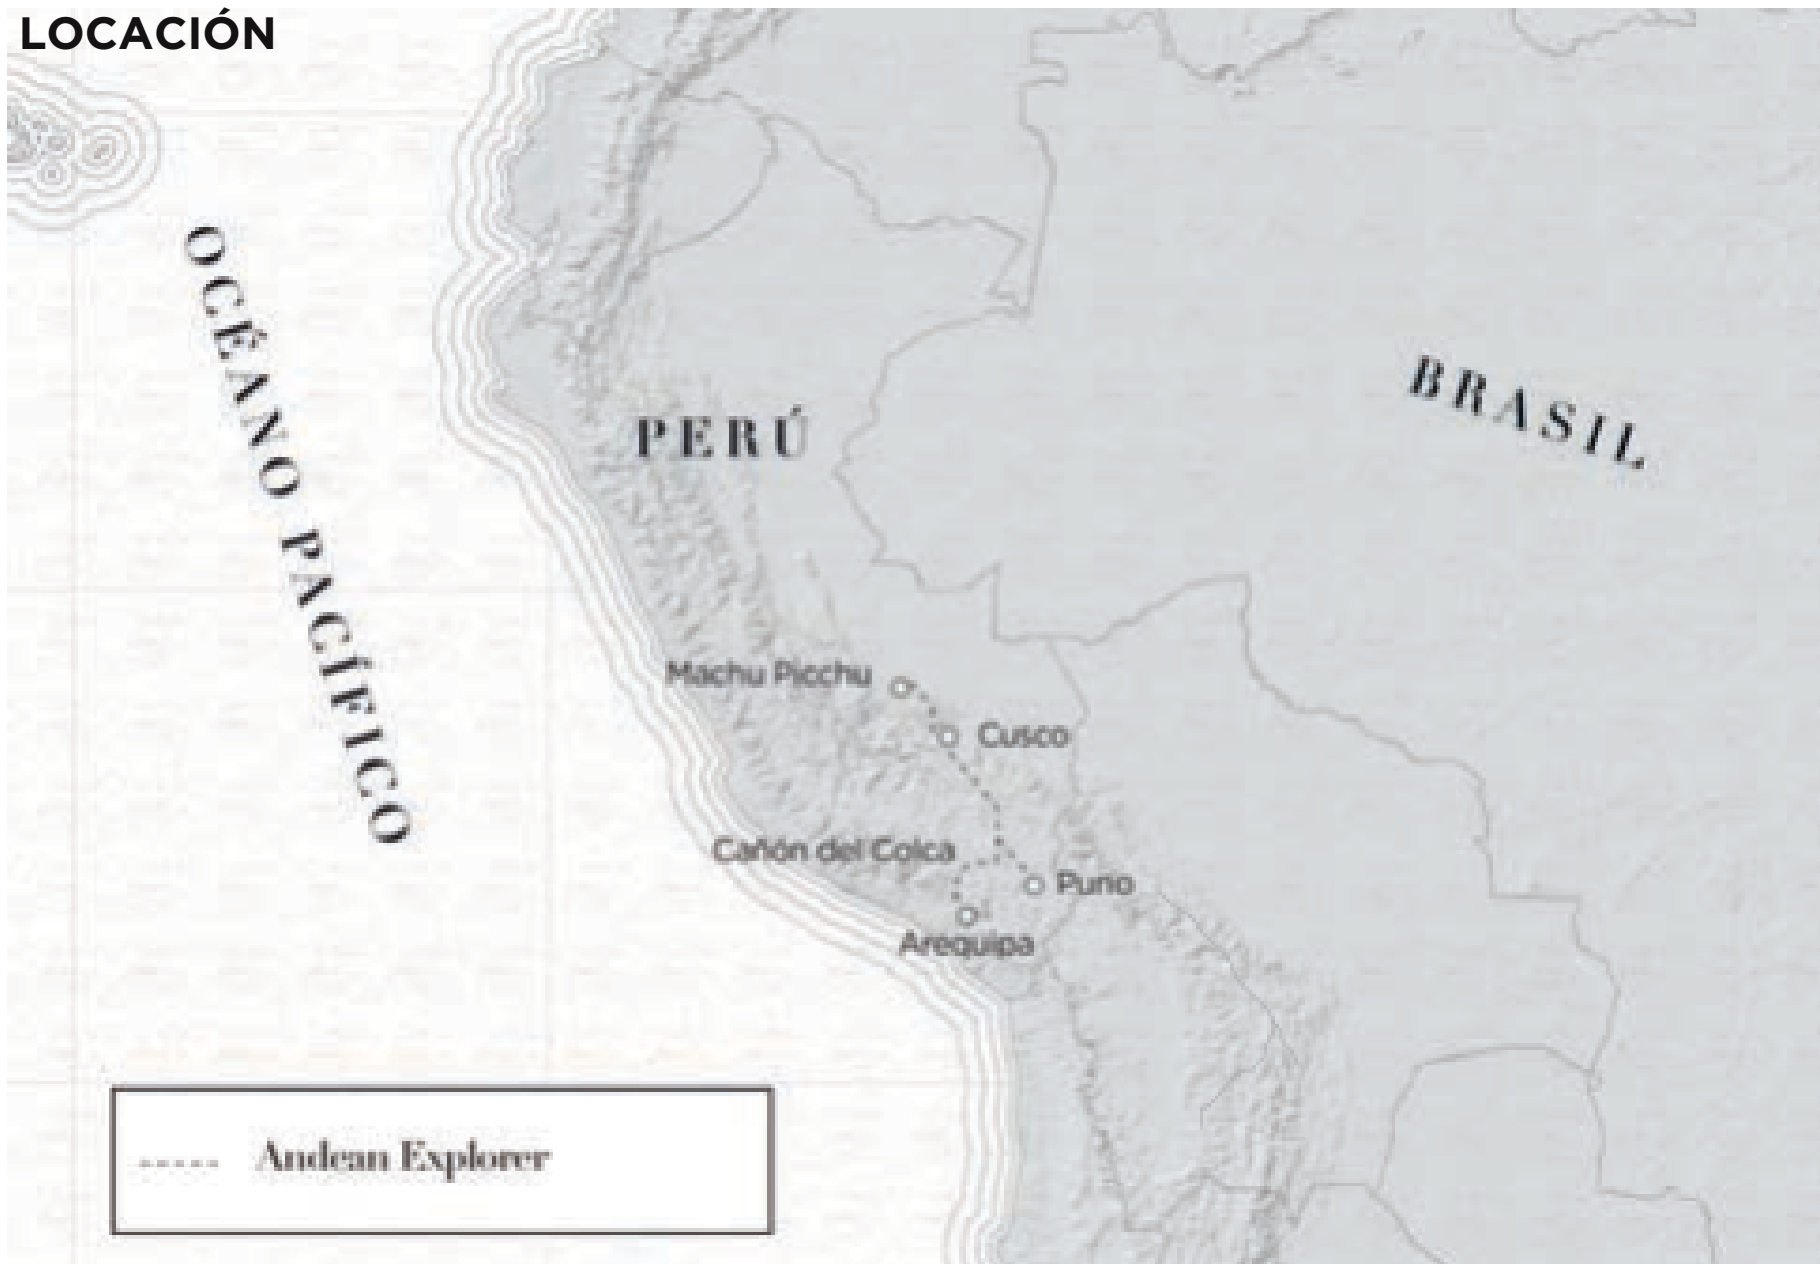 LOCACIÓN
OCÉANO PACÍFICO
PERÚ
BRASIL
Machu Picchu
Cusco
Cañón del Colca
Puno
Arequipa
Andean Explorer